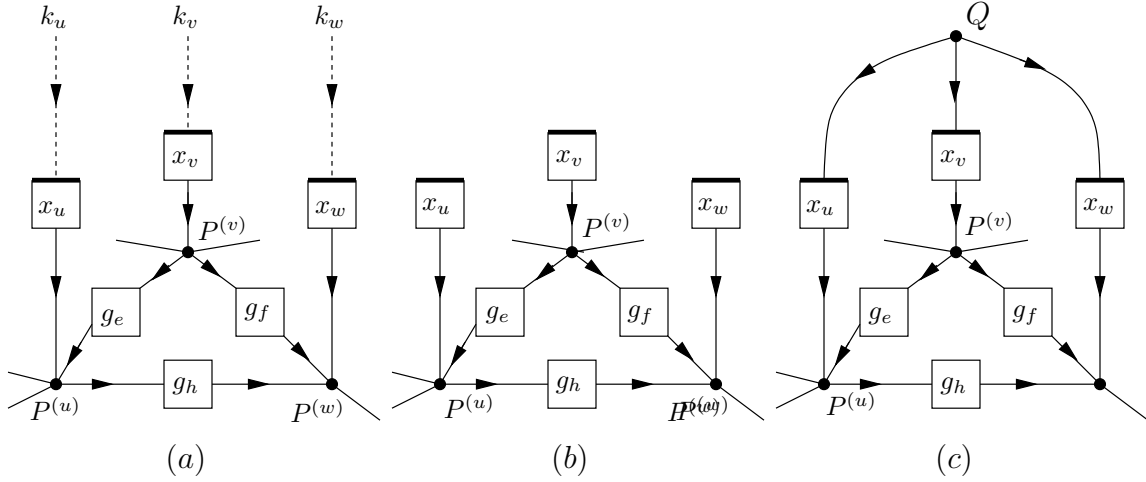 k_u k_v k_w Q
x_v x_v x_v
x_u x_w x_u x_w x_u x_w
P^{(v)} P^{(v)} P^{(v)}
g_e g_f g_e g_f g_e g_f
g_h g_h g_h
P^{(u)} P^{(w)} P^{(u)} P^{(u)}
(a) (b) (c)